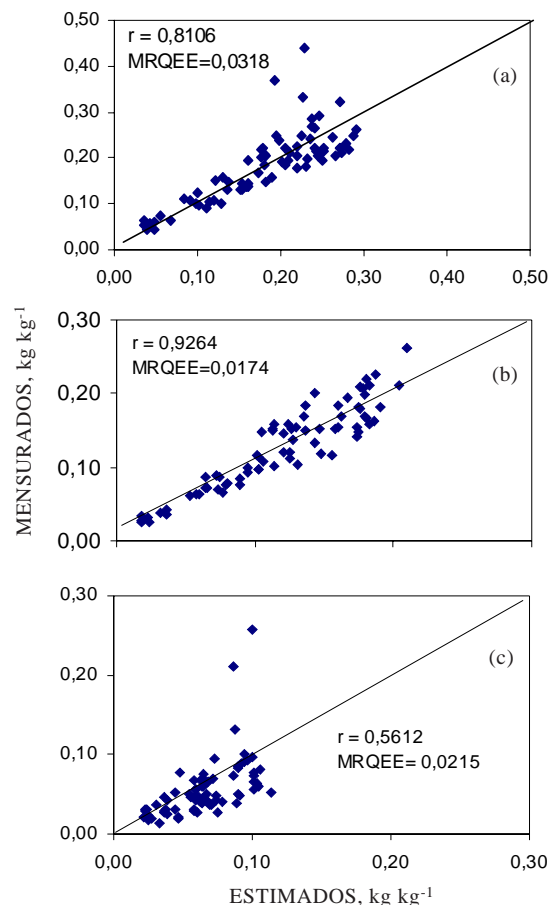 0,50
r = 0,8106
MRQEE=0,0318
(a)
0,40
0,30
0,20
0,10
0,00
0,00 0,10 0,20 0,30 0,40 0,50
MENSURADOS, kg kg-1
0,30
r = 0,9264
MRQEE=0,0174
(b)
0,20
0,10
0,00
0,30
(c)
0,20
r = 0,5612
MRQEE= 0,0215
0,10
0,00
0,00 0,10 0,20 0,30
ESTIMADOS, kg kg-1